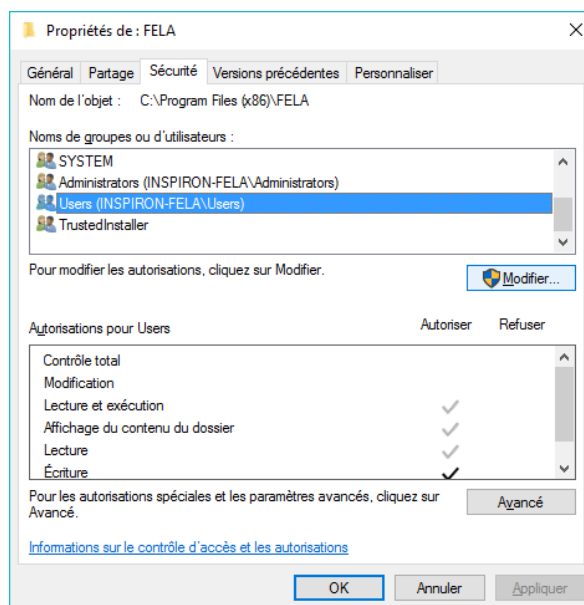 Propriétés de : FELA
Général Partage Sécurité Versions précédentes Personnaliser
Nom de l'objet : C:\Program Files (x86)\FELA
Noms de groupes ou d'utilisateurs :
SYSTEM
Administrators (INSPIRON-FELA\Administrators)
Users (INSPIRON-FELA\Users)
TrustedInstaller
Pour modifier les autorisations, cliquez sur Modifier.
Modifier...
Autorisations pour Users Autoriser Refuser
Contrôle total
Modification
Lecture et exécution
Affichage du contenu du dossier
Lecture
Écriture
Pour les autorisations spéciales et les paramètres avancés, cliquez sur
Avancé.
Avancé
Informations sur le contrôle d'accès et les autorisations
OK Annuler Appliquer